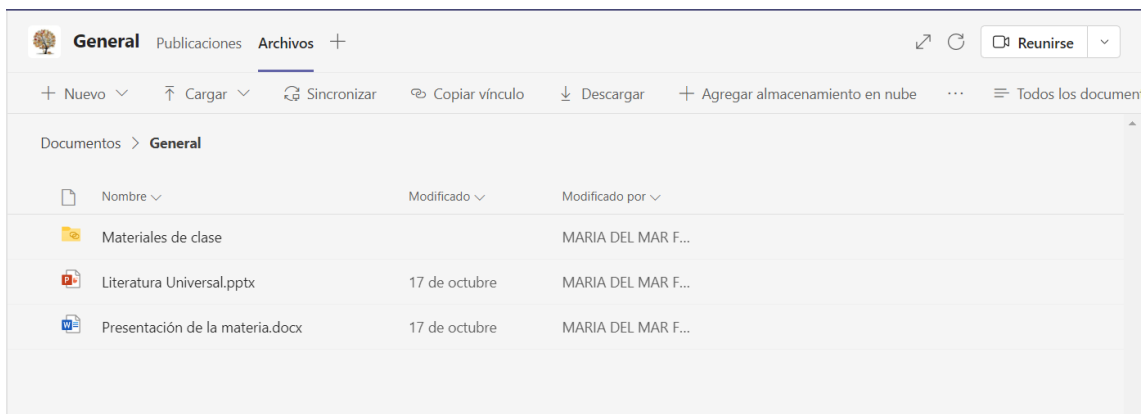 General Publicaciones Archivos
Reunirse
Nuevo Cargar Sincronizar Copiar vínculo Descargar Agregar almacenamiento en nube ... Todos los documen
Documentos > General
Nombre Modificado Modificado por
Materiales de clase MARIA DEL MAR F...
Literatura Universal.pptx 17 de octubre MARIA DEL MAR F...
Presentación de la materia.docx 17 de octubre MARIA DEL MAR F...